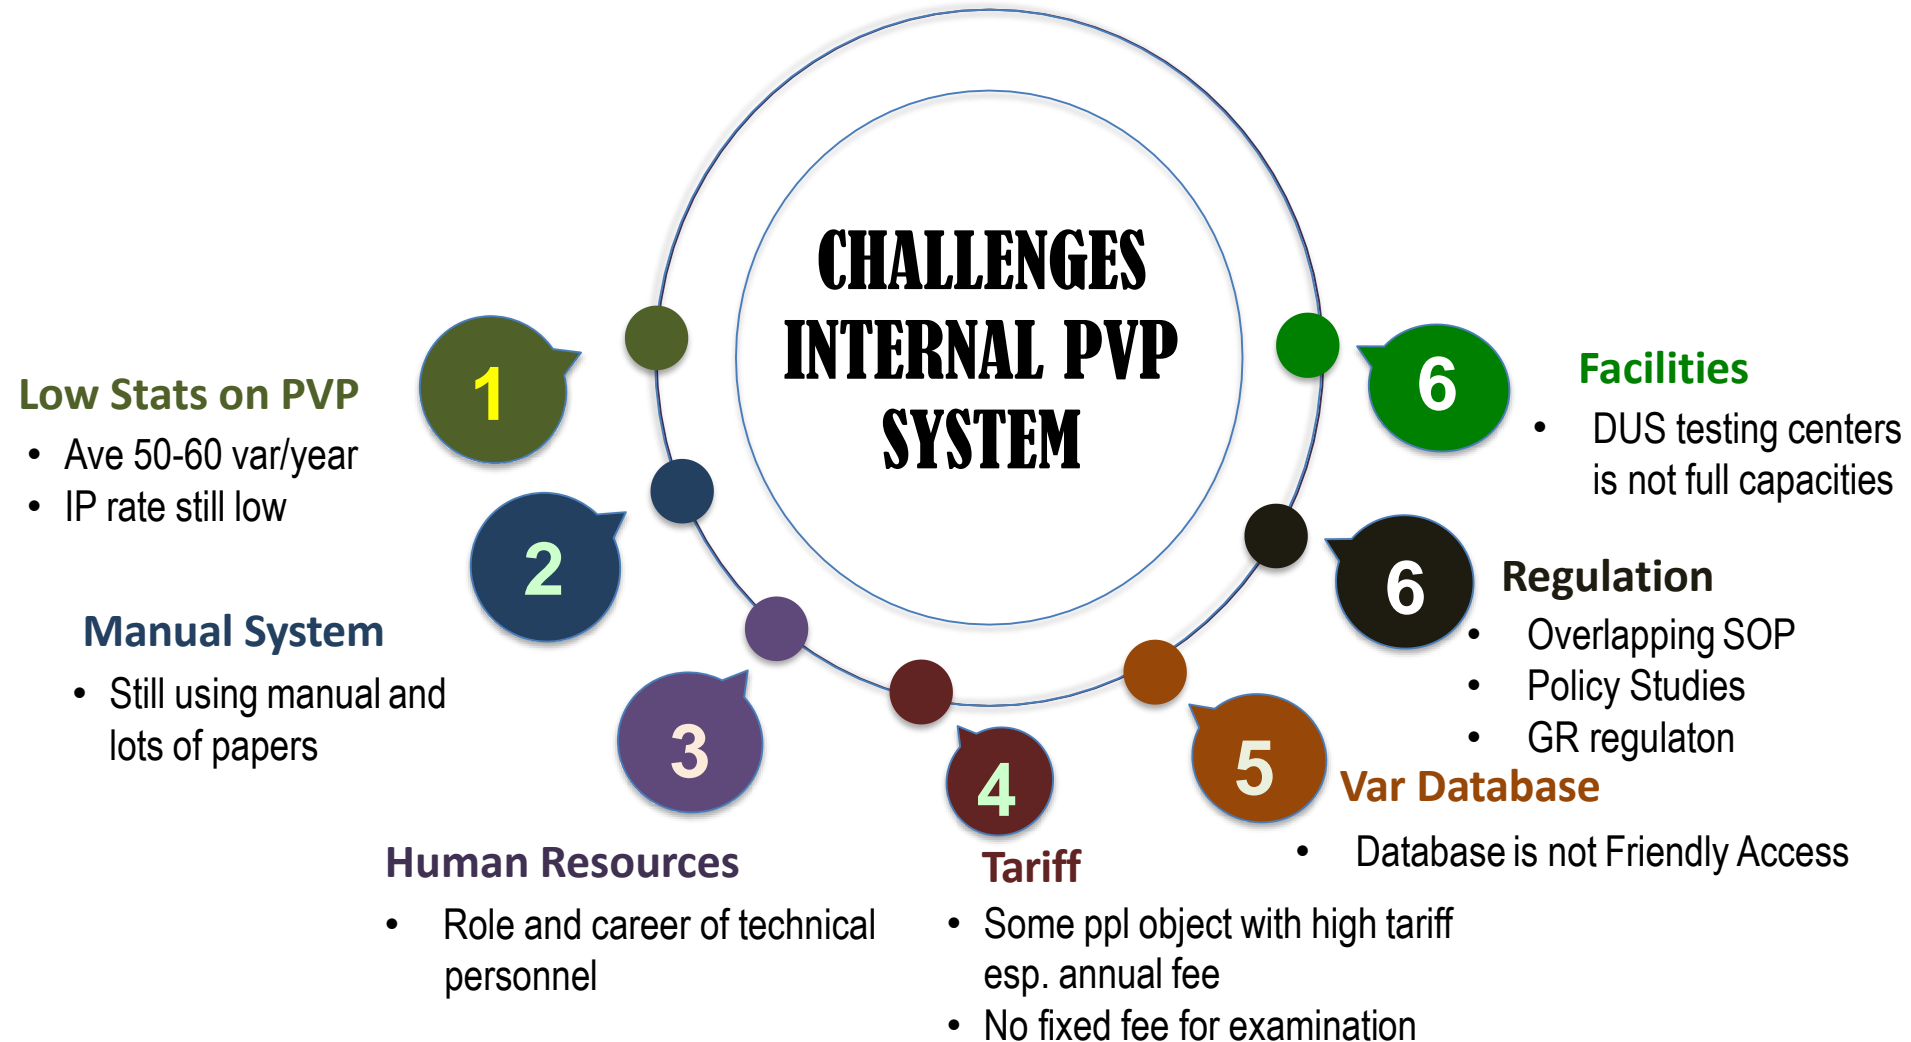 CHALLENGES
INTERNAL PVP
SYSTEM
1
Low Stats on PVP
• Ave 50-60 var/year
• IP rate still low
2
Manual System
• Still using manual and
lots of papers
3
Human Resources
• Role and career of technical
personnel
4
Tariff
• Some ppl object with high tariff
esp. annual fee
• No fixed fee for examination
5
Var Database
• Database is not Friendly Access
6
Regulation
• Overlapping SOP
• Policy Studies
• GR regulaton
6
Facilities
• DUS testing centers
is not full capacities